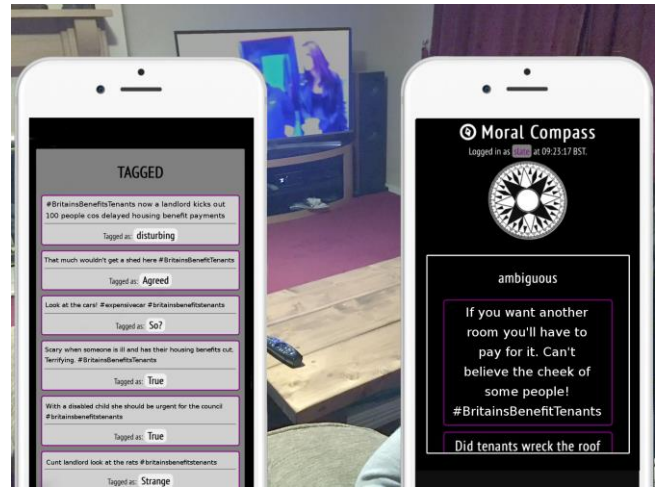 TAGGED
#BritainsBenefitsTenants now a landlord kicks out
100 people cos delayed housing benefit payments
Tagged as: disturbing
That much wouldn't get a shed here #BritainsBenefitTenants
Tagged as: Agreed
Look at the cars! #expensivecar #britainsbenefitstenants
Tagged as: So?
Scary when someone is ill and has their housing benefits cut.
Terrifying. #BritainsBenefitsTenants
Tagged as: True
With a disabled child she should be urgent for the council
#britainsbenefitstenants
Tagged as: True
Cunt landlord look at the rats #britainsbenefitstenants
Tagged as: Strange
Moral Compass
Logged in as slate at 09:23:17 BST.
ambiguous
If you want another
room you'll have to
pay for it. Can't
believe the cheek of
some people!
#BritainsBenefitTenants
Did tenants wreck the roof